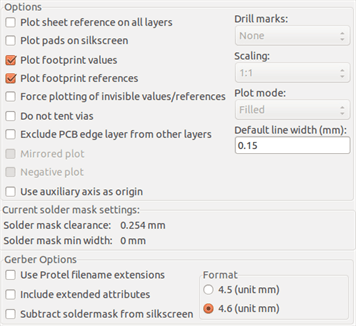 Options
Plot sheet reference on all layers
Plot pads on silkscreen
Plot footprint values
Plot footprint references
Force plotting of invisible values/references
Do not tent vias
Exclude PCB edge layer from other layers
Mirrored plot
Negative plot
Use auxiliary axis as origin
Drill marks:
None
Scaling:
1:1
Plot mode:
Filled
Default line width (mm):
0.15
Current solder mask settings:
Solder mask clearance: 0.254 mm
Solder mask min width: 0 mm
Gerber Options
Use Protel filename extensions
Include extended attributes
Subtract soldermask from silkscreen
Format
4.5 (unit mm)
4.6 (unit mm)